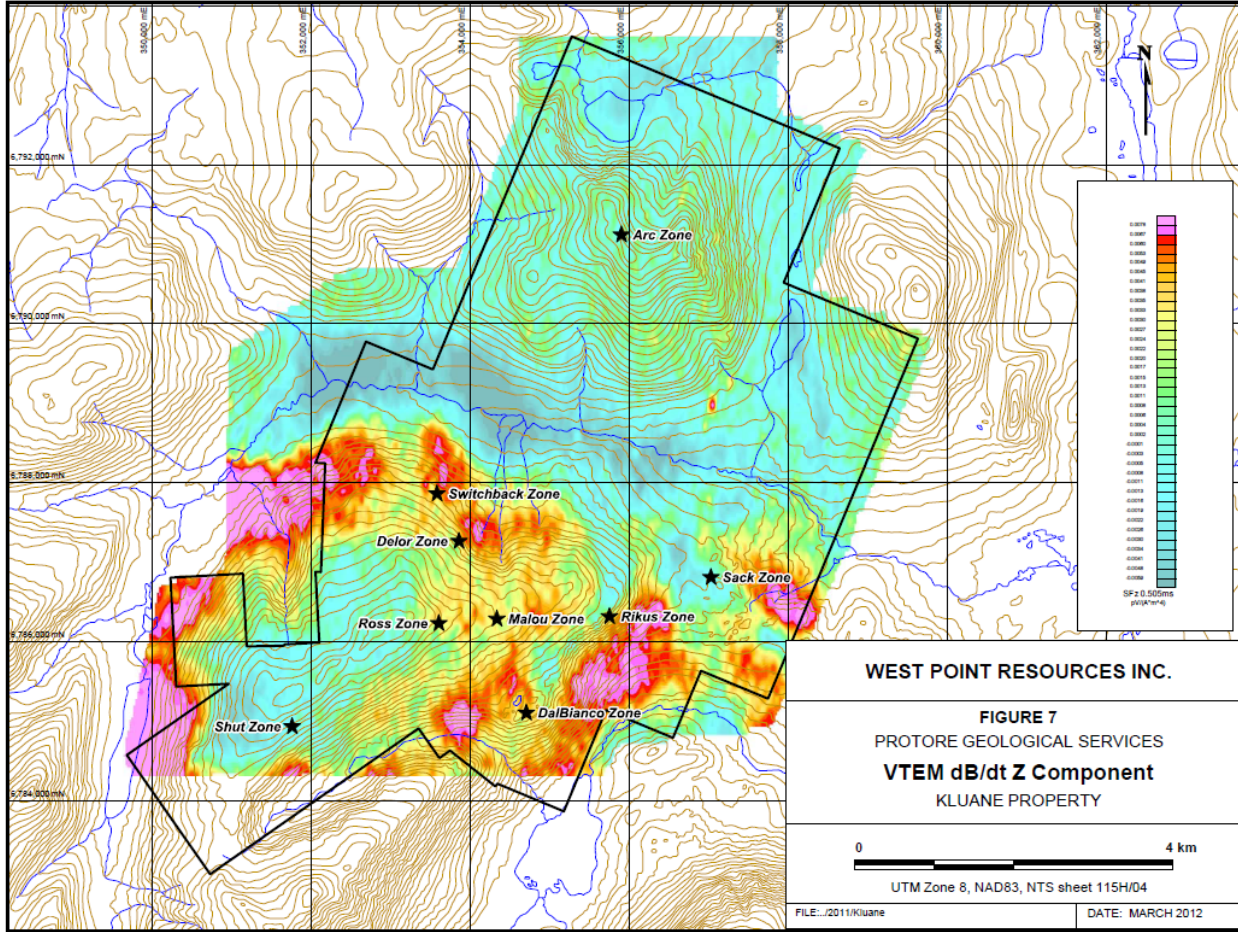 350,000 mE
352,000 mE
354,000 mE
356,000 mE
358,000 mE
360,000 mE
362,000 mE
N
6,792,000 mN
Arc Zone
6,790,000 mN
6,788,000 mN
Switchback Zone
Delor Zone
Sack Zone
Ross Zone
Malou Zone
Rikus Zone
6,786,000 mN
Shut Zone
DalBianco Zone
6,784,000 mN
SFz 0.505ms
pV/(A*m^4)
WEST POINT RESOURCES INC.
FIGURE 7
PROTORE GEOLOGICAL SERVICES
VTEM dB/dt Z Component
KLUANE PROPERTY
0 4 km
UTM Zone 8, NAD83, NTS sheet 115H/04
FILE:../2011/Kluane
DATE: MARCH 2012